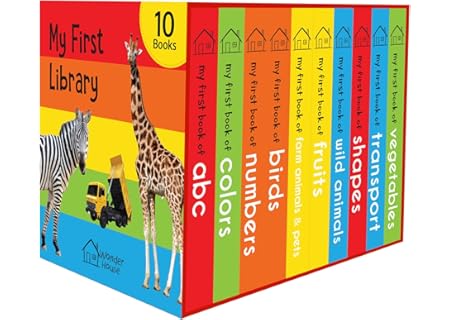 My First
Library
10
Books
Wonder
House
my first book of abc
my first book of colors
my first book of numbers
my first book of birds
my first book of farm animals & pets
my first book of fruits
my first book of wild animals
my first book of shapes
my first book of transport
my first book of vegetables